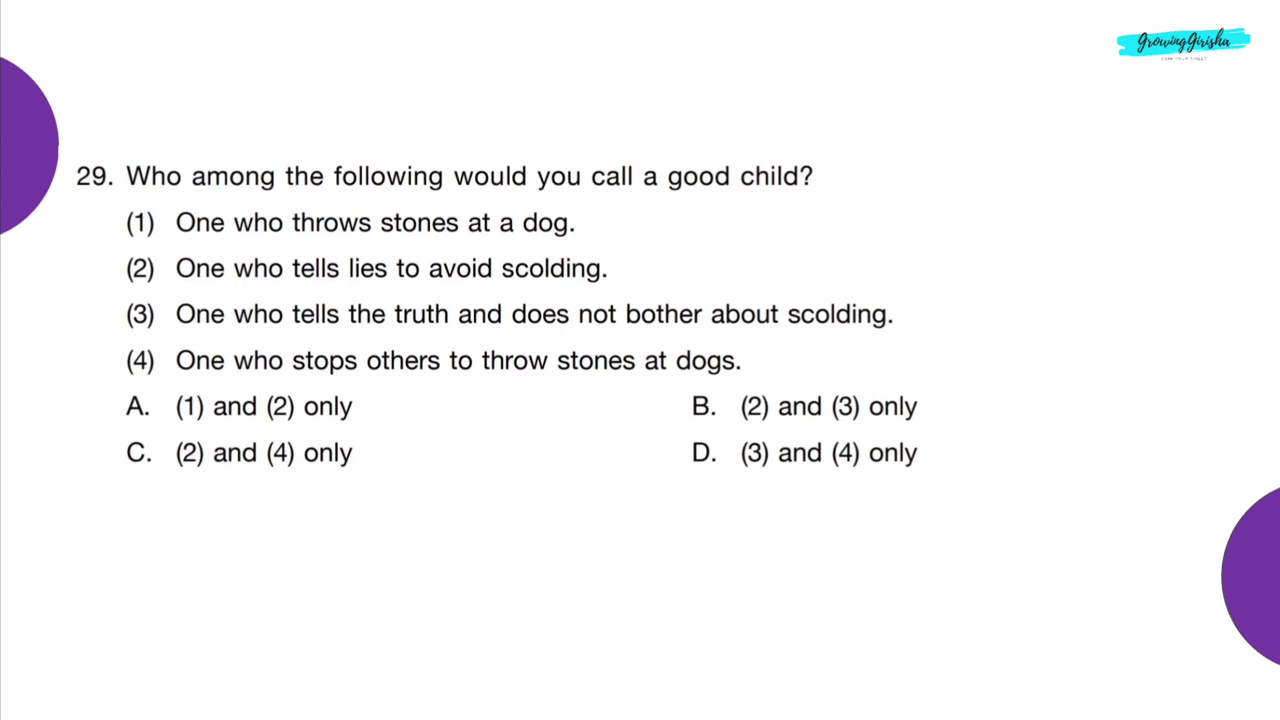 GrowingGirisha
29. Who among the following would you call a good child?
(1) One who throws stones at a dog.
(2) One who tells lies to avoid scolding.
(3) One who tells the truth and does not bother about scolding.
(4) One who stops others to throw stones at dogs.
A. (1) and (2) only B. (2) and (3) only
C. (2) and (4) only D. (3) and (4) only